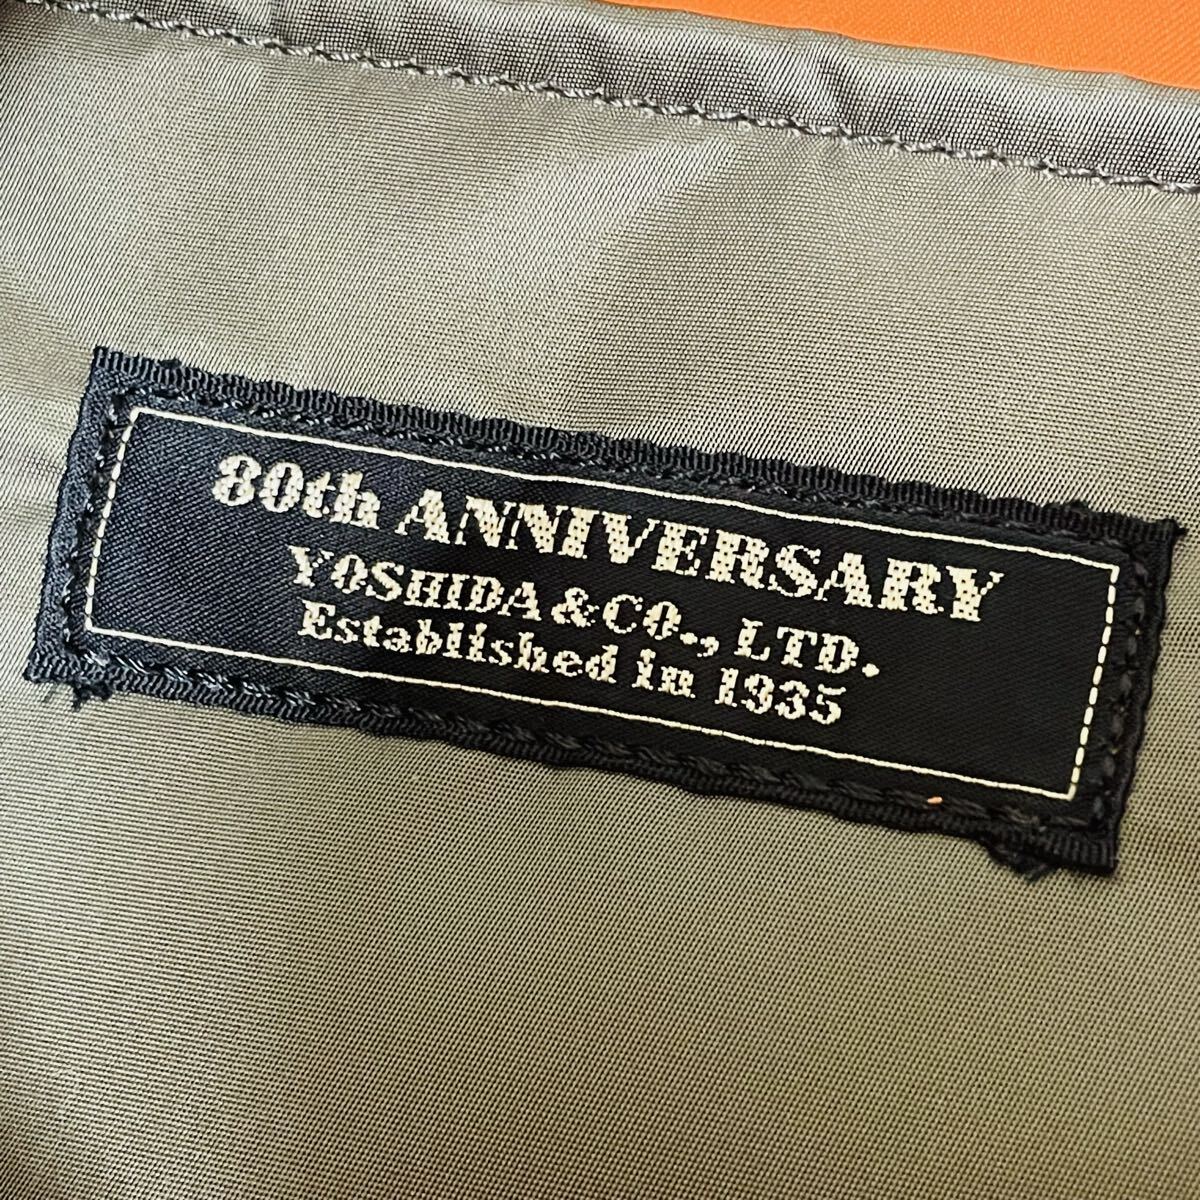 80th ANNIVERSARY
YOSHIDA & CO., LTD.
Established in 1935